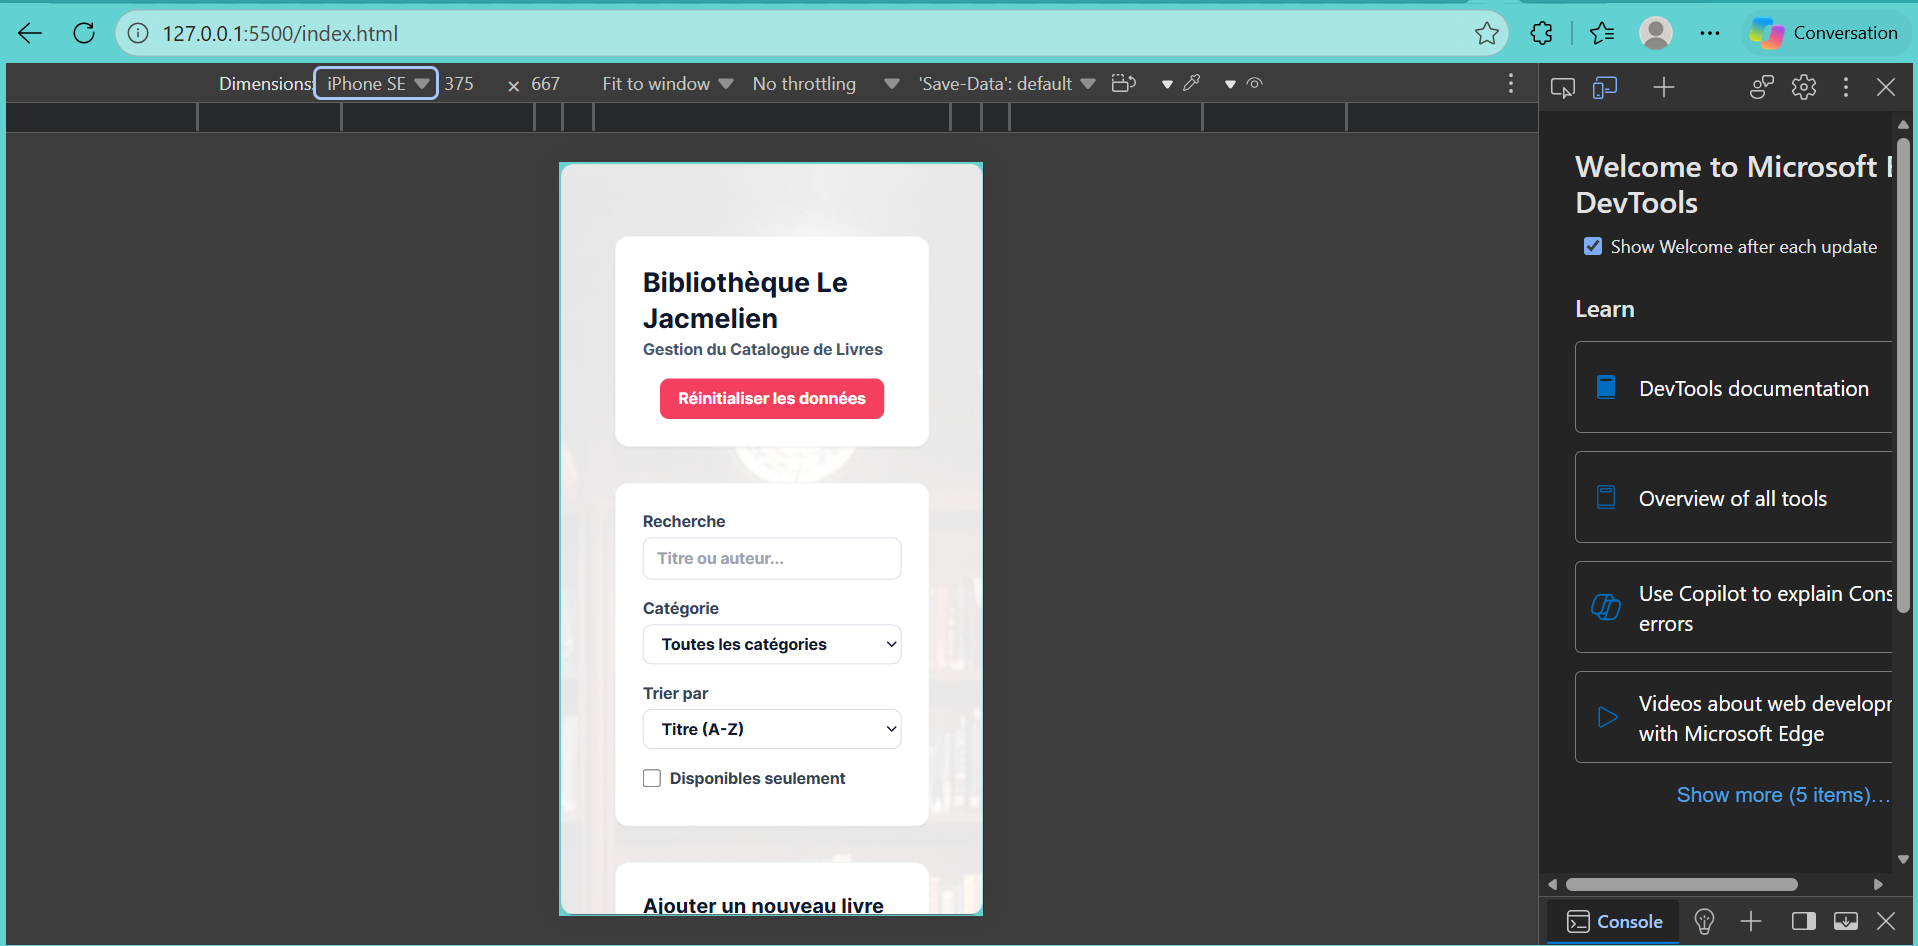 127.0.0.1:5500/index.html
Conversation
Dimensions: iPhone SE 375 × 667 Fit to window No throttling 'Save-Data': default
Bibliothèque Le
Jacmelien
Gestion du Catalogue de Livres
Réinitialiser les données
Recherche
Titre ou auteur...
Catégorie
Toutes les catégories
Trier par
Titre (A-Z)
Disponibles seulement
Ajouter un nouveau livre
Welcome to Microsoft
DevTools
Show Welcome after each update
Learn
DevTools documentation
Overview of all tools
Use Copilot to explain Cons
errors
Videos about web develop
with Microsoft Edge
Show more (5 items)...
Console